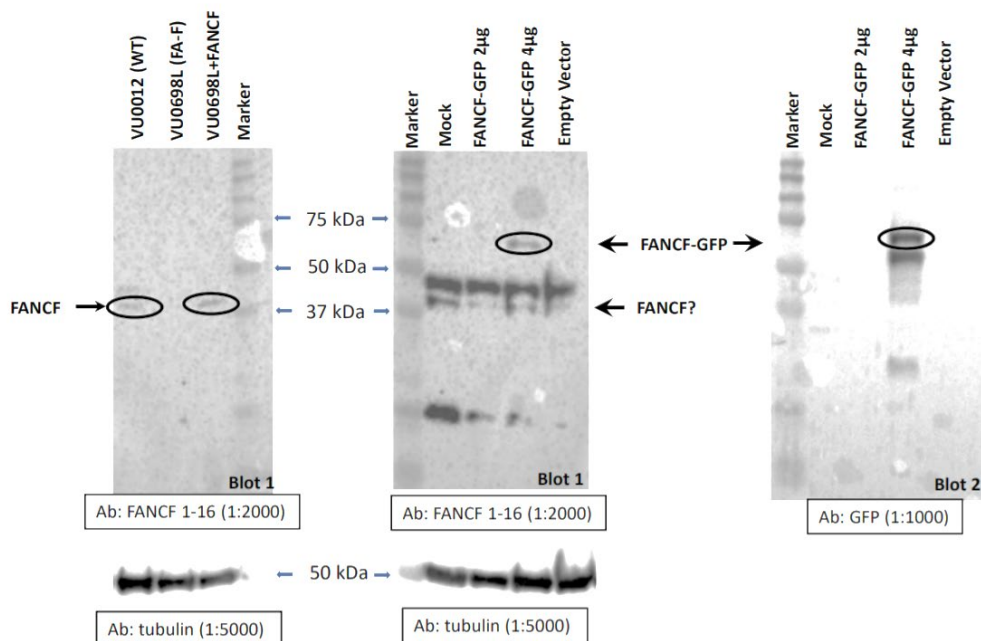 VU0012 (WT)
VU0698L (FA-F)
VU0698L+FANCF
Marker
Marker
Mock
FANCF-GFP 2µg
FANCF-GFP 4µg
Empty Vector
Marker
Mock
FANCF-GFP 2µg
FANCF-GFP 4µg
Empty Vector
75 kDa
50 kDa
37 kDa
FANCF
FANCF-GFP
FANCF?
Blot 1
Blot 1
Blot 2
Ab: FANCF 1-16 (1:2000)
Ab: FANCF 1-16 (1:2000)
Ab: GFP (1:1000)
50 kDa
Ab: tubulin (1:5000)
Ab: tubulin (1:5000)